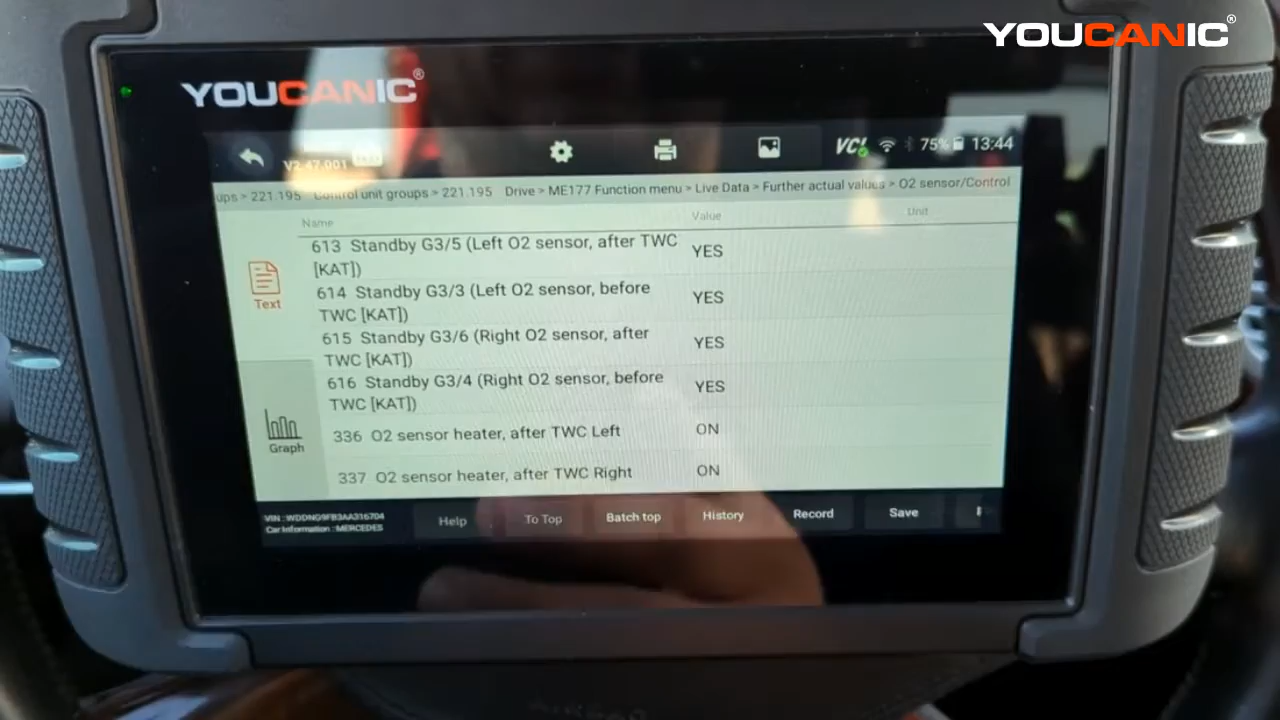 YOUCANIC®
YOUCANIC®
V2.47.001
VCI 75% 13:44
221.195 Control unit groups > 221.195 Drive > ME177 Function menu > Live Data > Further actual values > O2 sensor/Control
Name Value Unit
613 Standby G3/5 (Left O2 sensor, after TWC YES
[KAT])
614 Standby G3/3 (Left O2 sensor, before YES
TWC [KAT])
615 Standby G3/6 (Right O2 sensor, after YES
TWC [KAT])
616 Standby G3/4 (Right O2 sensor, before YES
TWC [KAT])
336 O2 sensor heater, after TWC Left ON
337 O2 sensor heater, after TWC Right ON
Text
Graph
VIN : WDDNG9FB3AA316704
Car Information : MERCEDES
Help To Top Batch top History Record Save